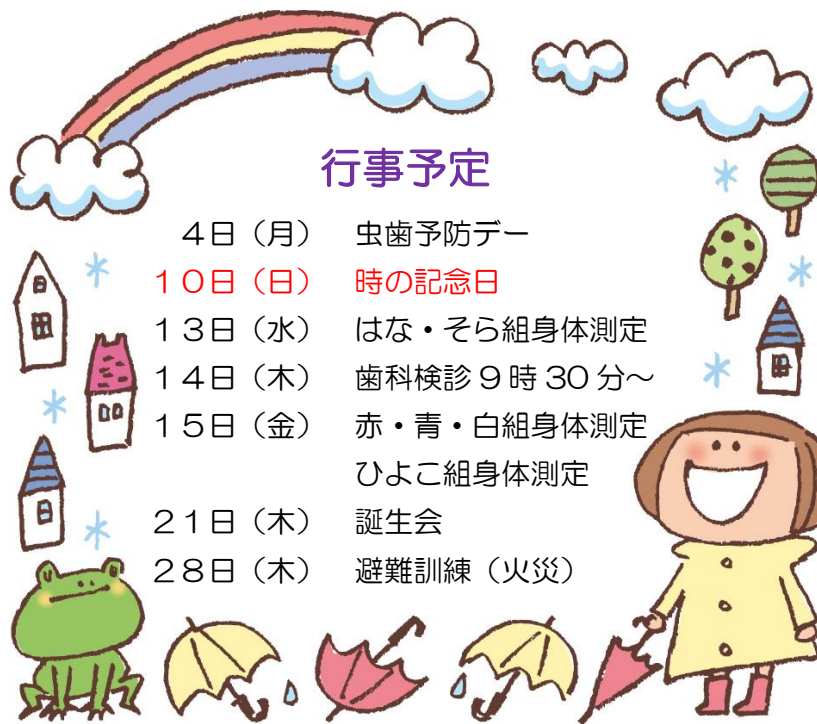 行事予定
4日（月）　虫歯予防デー
１０日（日）　時の記念日
１３日（水）　はな・そら組身体測定
１４日（木）　歯科検診９時30分～
１５日（金）　赤・青・白組身体測定
ひよこ組身体測定
２１日（木）　誕生会
２８日（木）　避難訓練（火災）